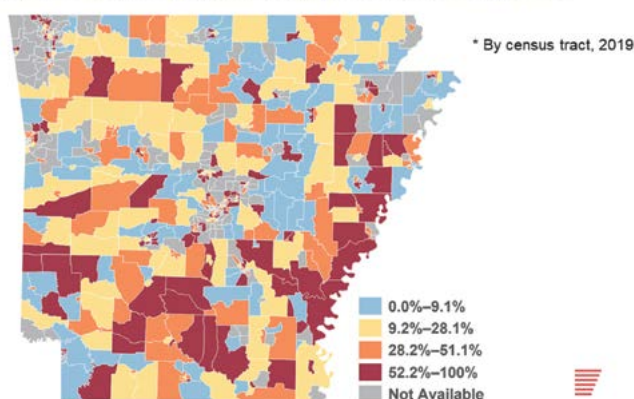 * By census tract, 2019
0.0%–9.1%
9.2%–28.1%
28.2%–51.1%
52.2%–100%
Not Available